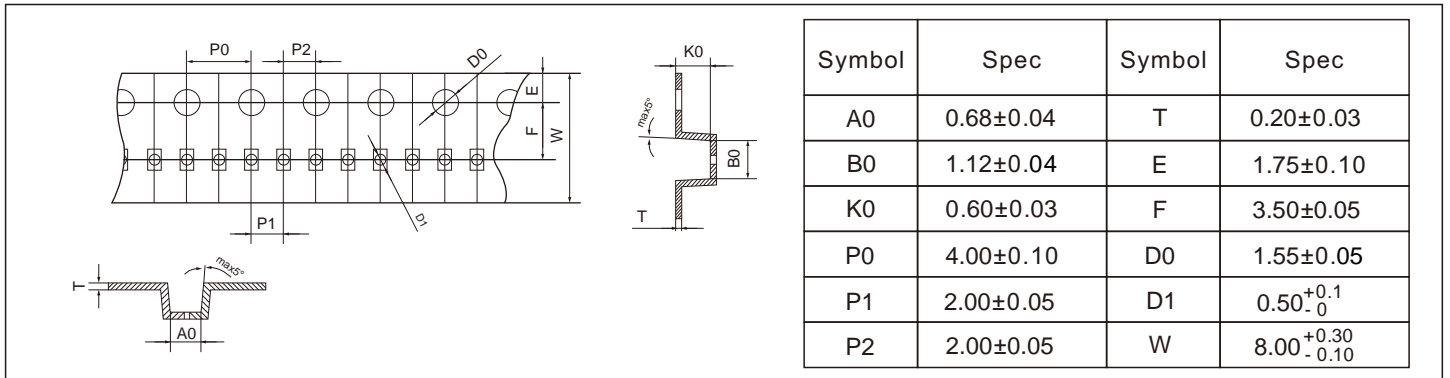 P0
P2
D0
E
F
W
P1
D1
K0
max5°
B0
T
max5°
T
A0
Symbol Spec Symbol Spec
A0 0.68±0.04 T 0.20±0.03
B0 1.12±0.04 E 1.75±0.10
K0 0.60±0.03 F 3.50±0.05
P0 4.00±0.10 D0 1.55±0.05
P1 2.00±0.05 D1 0.50 +0.1 - 0
P2 2.00±0.05 W 8.00 +0.30 - 0.10